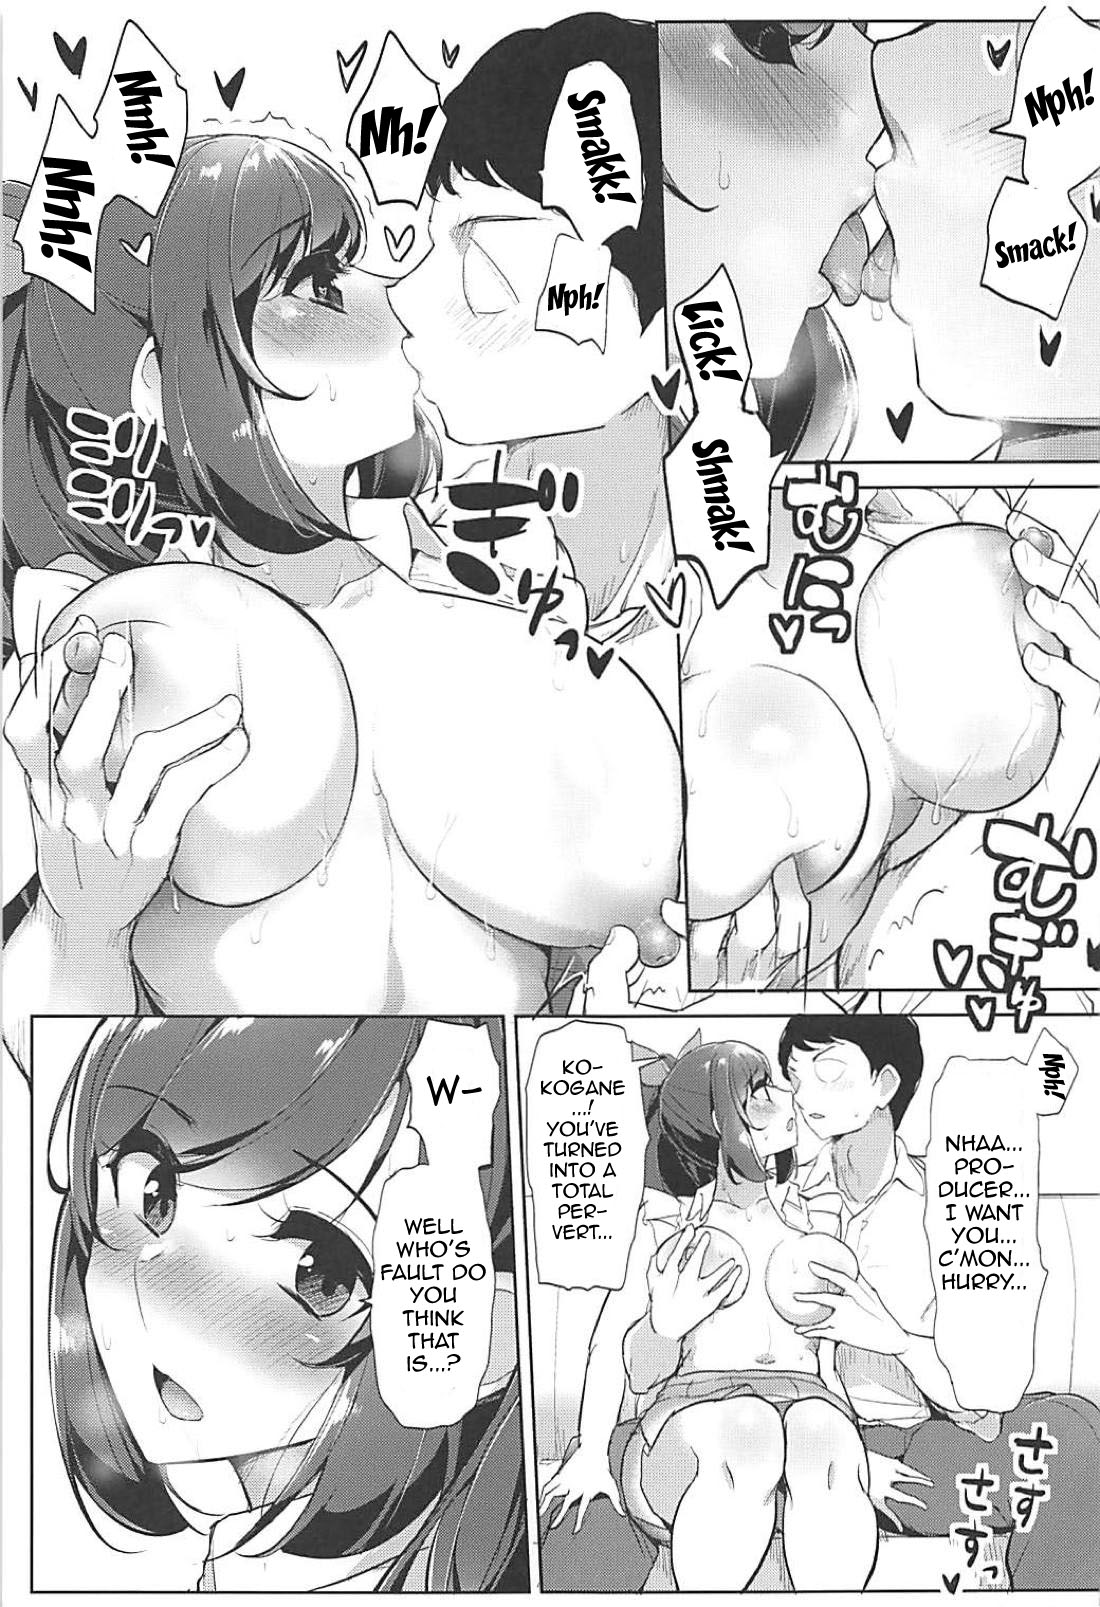 Nph!
Smack!
Lick!
Shmak!
むにっ
むぎゅ
Smakk!
Nph!
Nh!
Nmh!
Nnh!
ぎゅっ
Nph!
NHAA...
PRO-
DUCER...
I WANT
YOU...
C'MON...
HURRY...
KO-
KOGANE
...!
YOU'VE
TURNED
INTO A
TOTAL
PER-
VERT...
さす
さすっ
W-
WELL
WHO'S
FAULT DO
YOU
THINK
THAT
IS...?